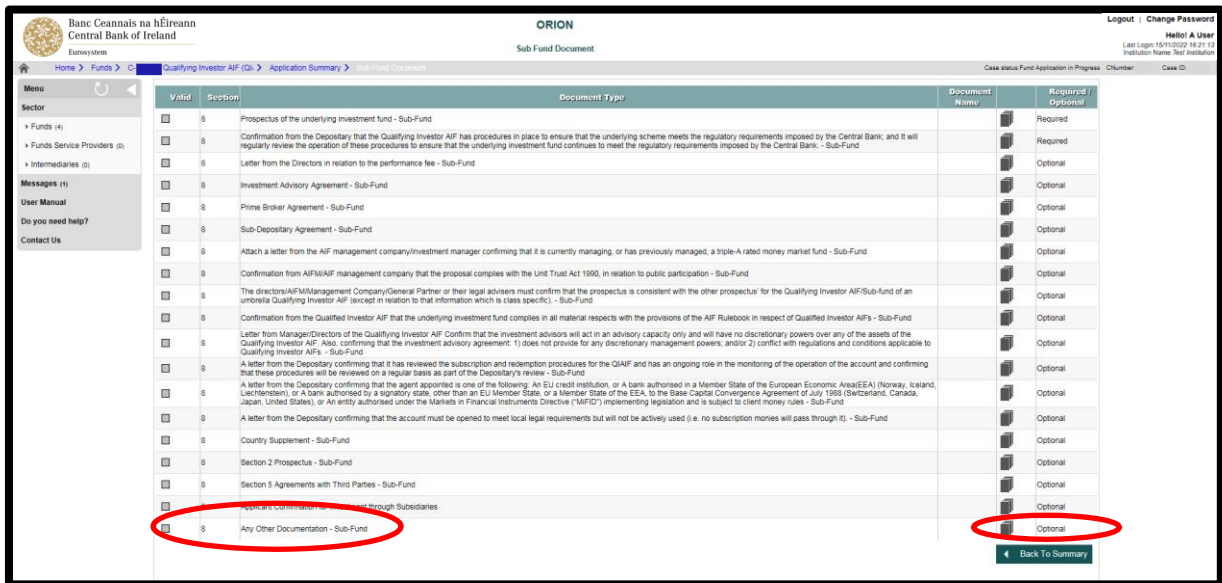 Banc Ceannais na hÉireann
Central Bank of Ireland
Eurosystem
ORION
Sub Fund Document
Logout | Change Password
Hello! A User
Last Login 15/11/2022 16:21:13
Institution Name Test Institution
Home > Funds > C- Qualifying Investor AIF (QI- > Application Summary > Sub Fund Document
Case status Fund Application in Progress CNumber: Case ID:
Menu
Sector
Funds (4)
Funds Service Providers (0)
Intermediaries (0)
Messages (1)
User Manual
Do you need help?
Contact Us
Valid Section Document Type Document Name Required / Optional
8 Prospectus of the underlying investment fund - Sub-Fund Required
8 Confirmation from the Depositary that the Qualifying Investor AIF has procedures in place to ensure that the underlying scheme meets the regulatory requirements imposed by the Central Bank; and It will
regularly review the operation of these procedures to ensure that the underlying investment fund continues to meet the regulatory requirements imposed by the Central Bank. - Sub-Fund Required
8 Letter from the Directors in relation to the performance fee - Sub-Fund Optional
8 Investment Advisory Agreement - Sub-Fund Optional
8 Prime Broker Agreement - Sub-Fund Optional
8 Sub-Depositary Agreement - Sub-Fund Optional
8 Attach a letter from the AIF management company/investment manager confirming that it is currently managing, or has previously managed, a triple-A rated money market fund - Sub-Fund Optional
8 Confirmation from AIFM/AIF management company that the proposal complies with the Unit Trust Act 1990, in relation to public participation - Sub-Fund Optional
8 The directors/AIFM/Management Company/General Partner or their legal advisers must confirm that the prospectus is consistent with the other prospectus' for the Qualifying Investor AIF/Sub-fund of an
umbrella Qualifying Investor AIF (except in relation to that information which is class specific). - Sub-Fund Optional
8 Confirmation from the Qualified Investor AIF that the underlying investment fund complies in all material respects with the provisions of the AIF Rulebook in respect of Qualified Investor AIFs - Sub-Fund Optional
8 Letter from Manager/Directors of the Qualifiying Investor AIF Confirm that the investment advisors will act in an advisory capacity only and will have no discretionary powers over any of the assets of the
Qualifying Investor AIF. Also, confirming that the investment advisory agreement: 1) does not provide for any discretionary management powers; and/or 2) conflict with regulations and conditions applicable to
Qualifying Investor AIFs. - Sub-Fund Optional
8 A letter from the Depositary confirming that it has reviewed the subscription and redemption procedures for the QIAIF and has an ongoing role in the monitoring of the operation of the account and confirming
that these procedures will be reviewed on a regular basis as part of the Depositary's review - Sub-Fund Optional
8 A letter from the Depositary confirming that the agent appointed is one of the following: An EU credit institution, or A bank authorised in a Member State of the European Economic Area(EEA) (Norway, Iceland,
Liechtenstein), or A bank authorised by a signatory state, other than an EU Member State, or a Member State of the EEA, to the Base Capital Convergence Agreement of July 1988 (Switzerland, Canada,
Japan, United States), or An entity authorised under the Markets in Financial Instruments Directive ("MiFID") implementing legislation and is subject to client money rules - Sub-Fund Optional
8 A letter from the Depositary confirming that the account must be opened to meet local legal requirements but will not be actively used (i.e. no subscription monies will pass through it). - Sub-Fund Optional
8 Country Supplement - Sub-Fund Optional
8 Section 2 Prospectus - Sub-Fund Optional
8 Section 5 Agreements with Third Parties - Sub-Fund Optional
Applicant Confirmation for Investment through Subsidiaries Optional
8 Any Other Documentation - Sub-Fund Optional
Back To Summary